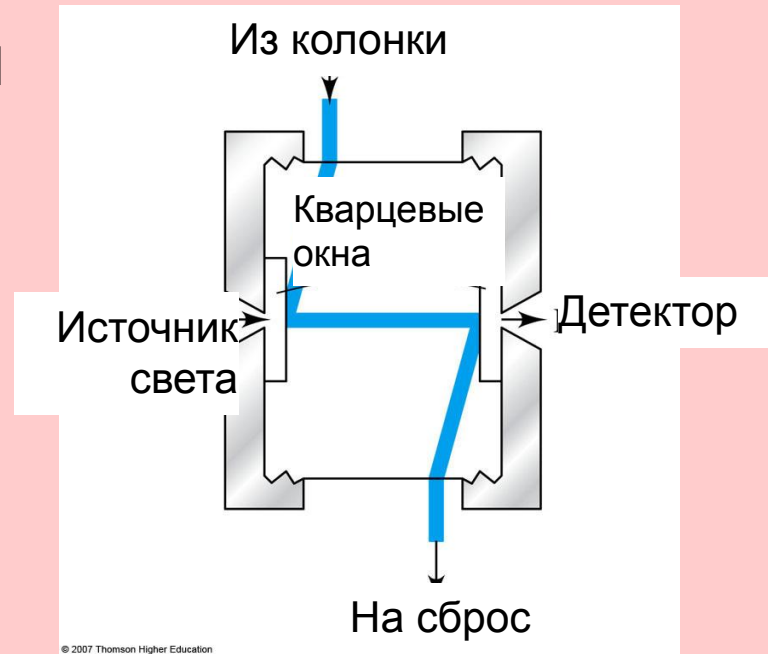 Из колонки
Кварцевые
окна
Источник
света
Детектор
На сброс
© 2007 Thomson Higher Education